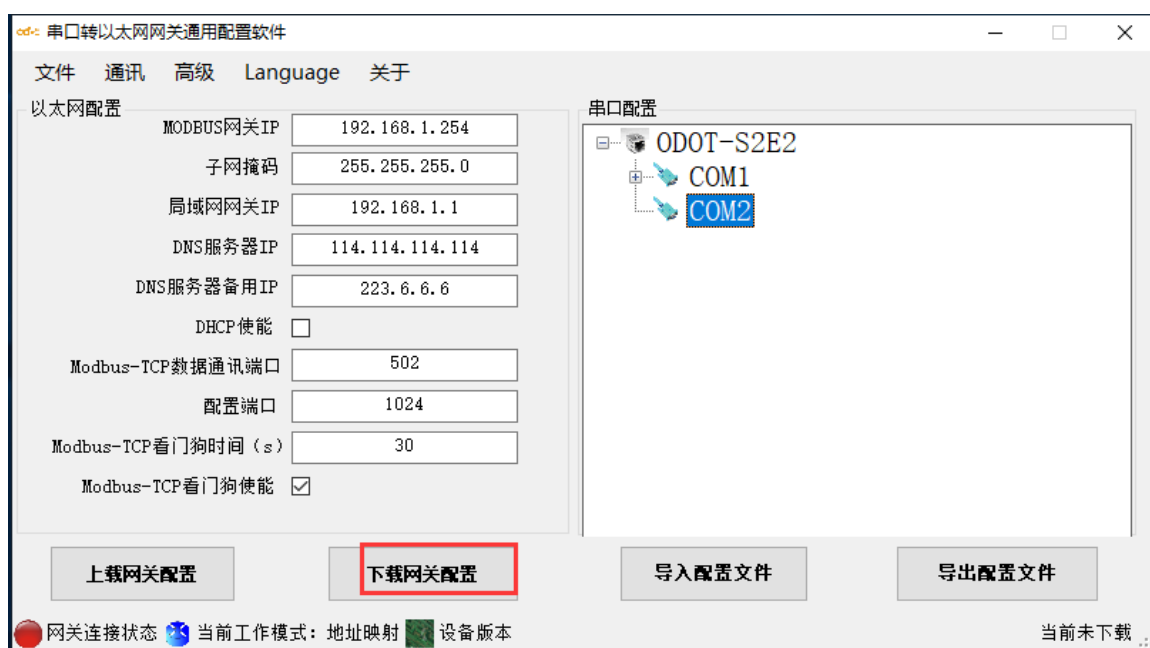 串口转以太网网关通用配置软件
文件 通讯 高级 Language 关于
以太网配置
MODBUS网关IP 192.168.1.254
子网掩码 255.255.255.0
局域网网关IP 192.168.1.1
DNS服务器IP 114.114.114.114
DNS服务器备用IP 223.6.6.6
DHCP使能
Modbus-TCP数据通讯端口 502
配置端口 1024
Modbus-TCP看门狗时间（s） 30
Modbus-TCP看门狗使能
串口配置
ODOT-S2E2
COM1
COM2
上载网关配置 下载网关配置 导入配置文件 导出配置文件
网关连接状态 当前工作模式：地址映射 设备版本 当前未下载